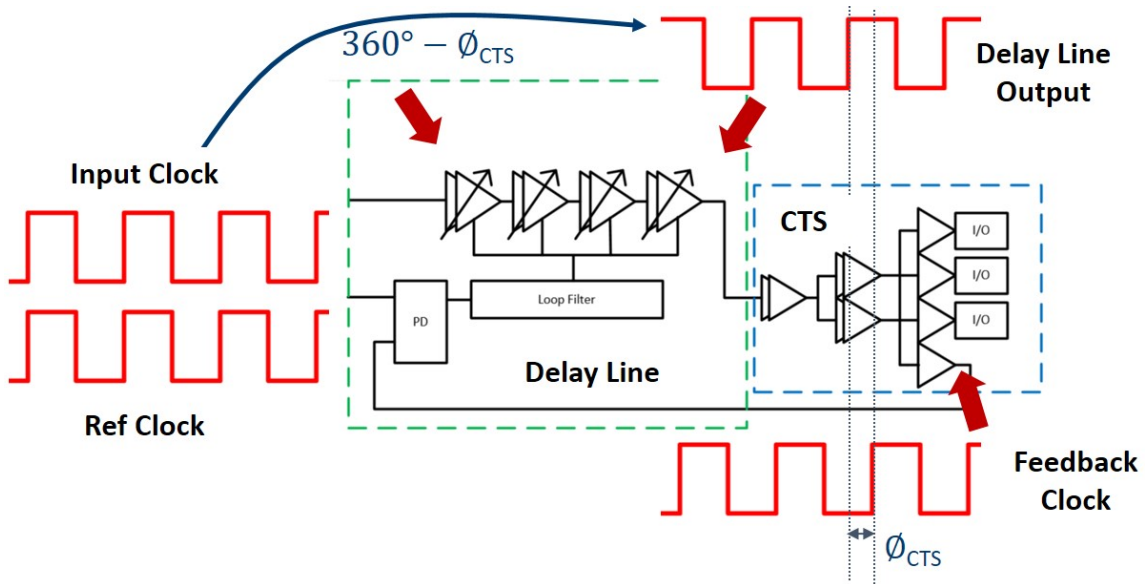 360° − ØCTS
Delay Line
Output
Input Clock
CTS
I/O
I/O
I/O
Loop Filter
PD
Delay Line
Ref Clock
Feedback
Clock
ØCTS